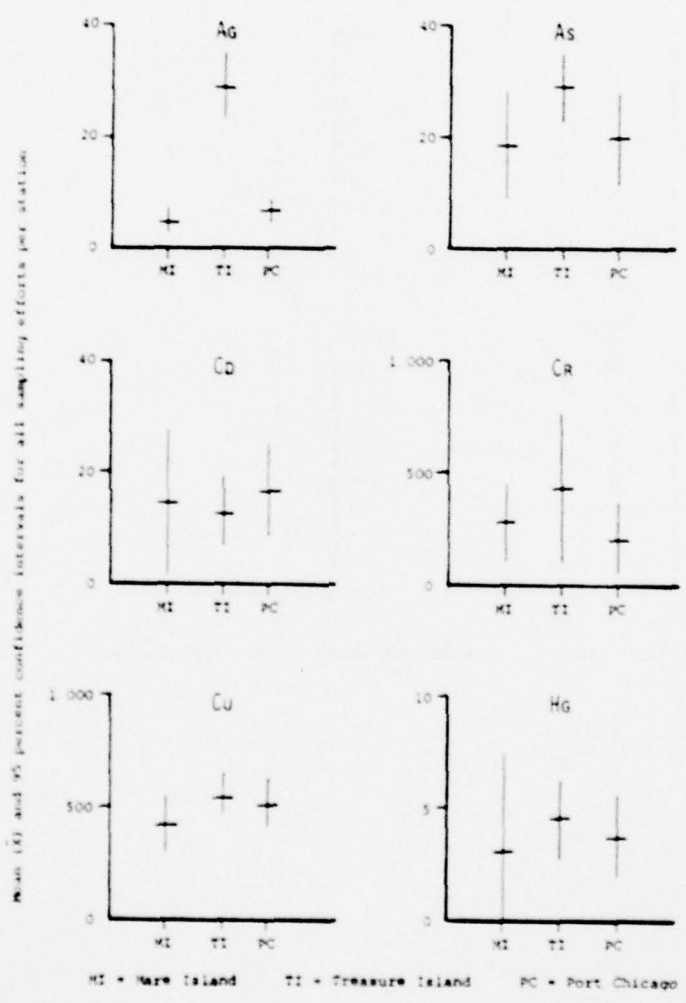 Mean (X̄) and 95 percent confidence intervals for all sampling efforts per station
AG
40
20
0
MI TI PC
AS
40
20
0
MI TI PC
CD
40
20
0
MI TI PC
CR
1 000
500
0
MI TI PC
CU
1 000
500
0
MI TI PC
HG
10
5
0
MI TI PC
MI = Mare Island TI = Treasure Island PC = Port Chicago